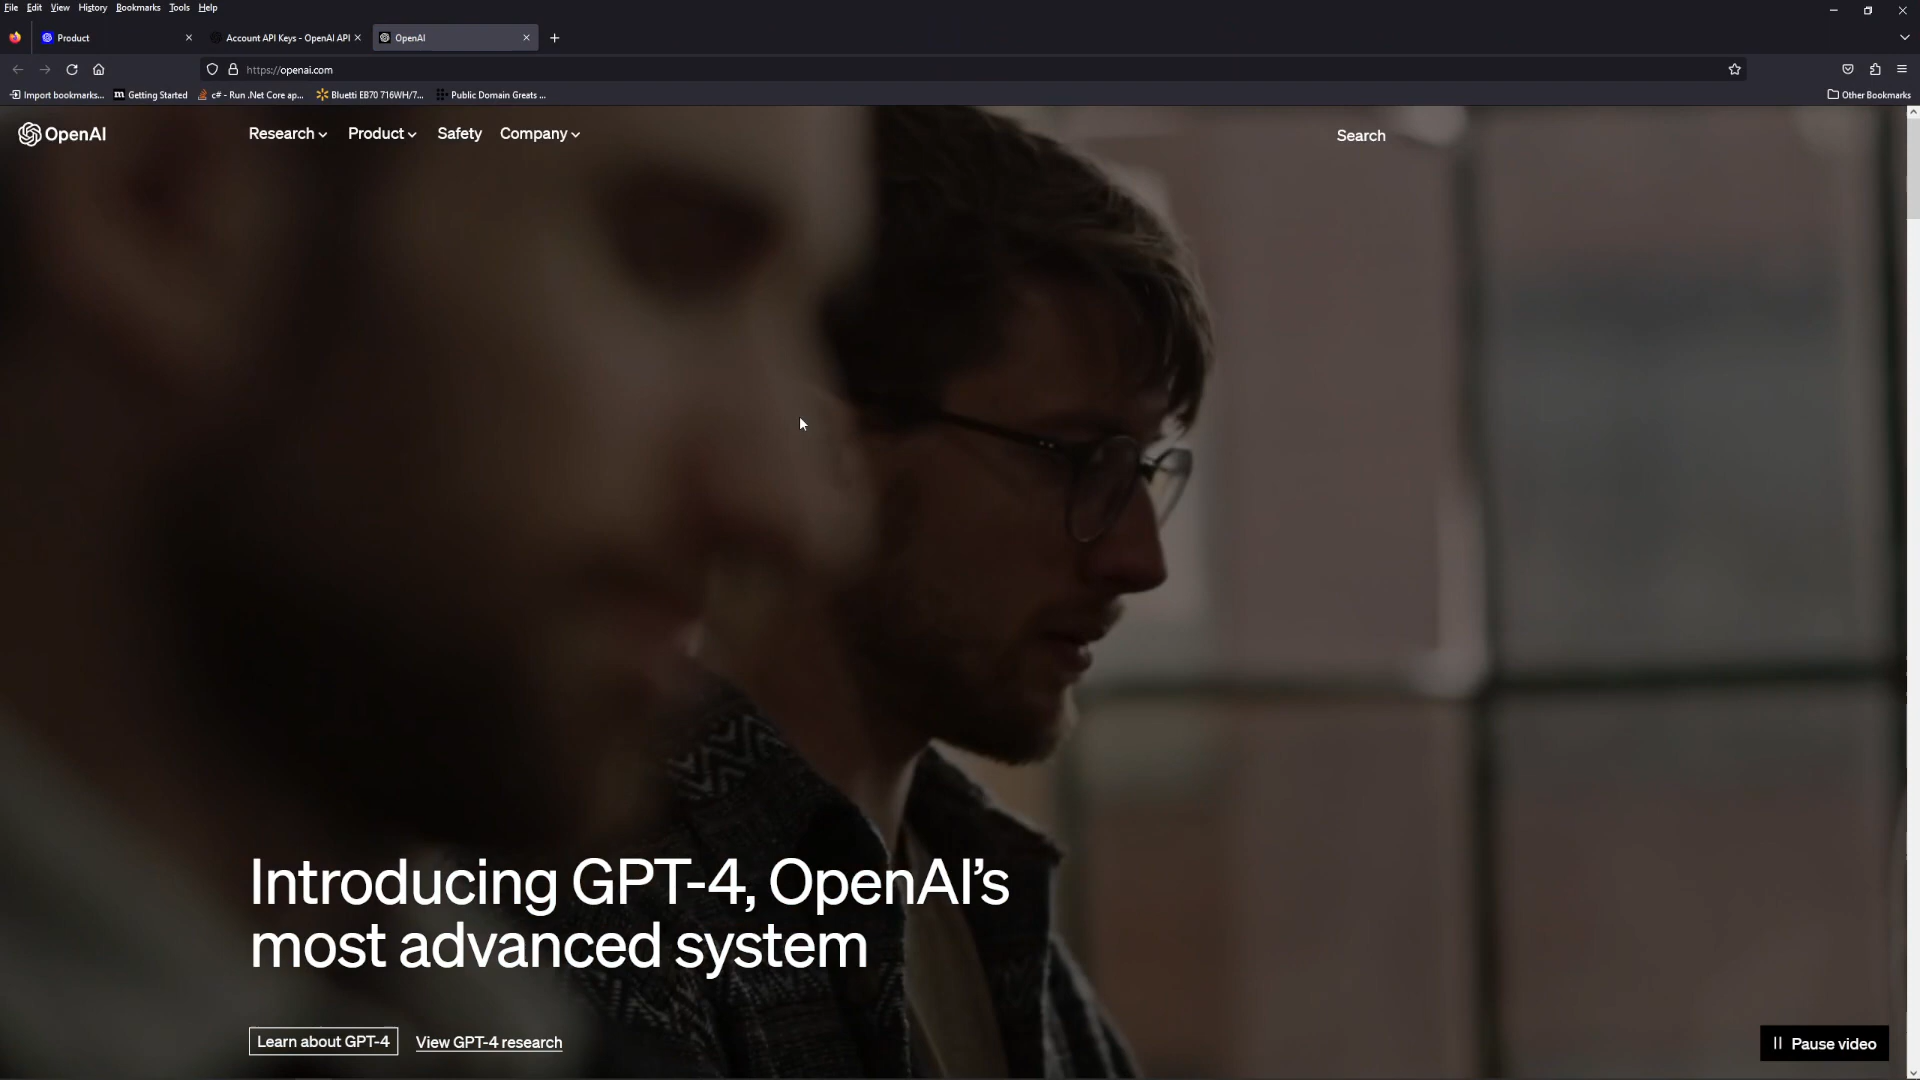 File Edit View History Bookmarks Tools Help
Product
Account API Keys - OpenAI API
OpenAI
https://openai.com
Import bookmarks...
Getting Started
c# - Run .Net Core ap...
Bluetti EB70 716WH/7...
Public Domain Greats ...
Other Bookmarks
OpenAI
Research
Product
Safety
Company
Search
Introducing GPT-4, OpenAI’s
most advanced system
Learn about GPT-4
View GPT-4 research
Pause video